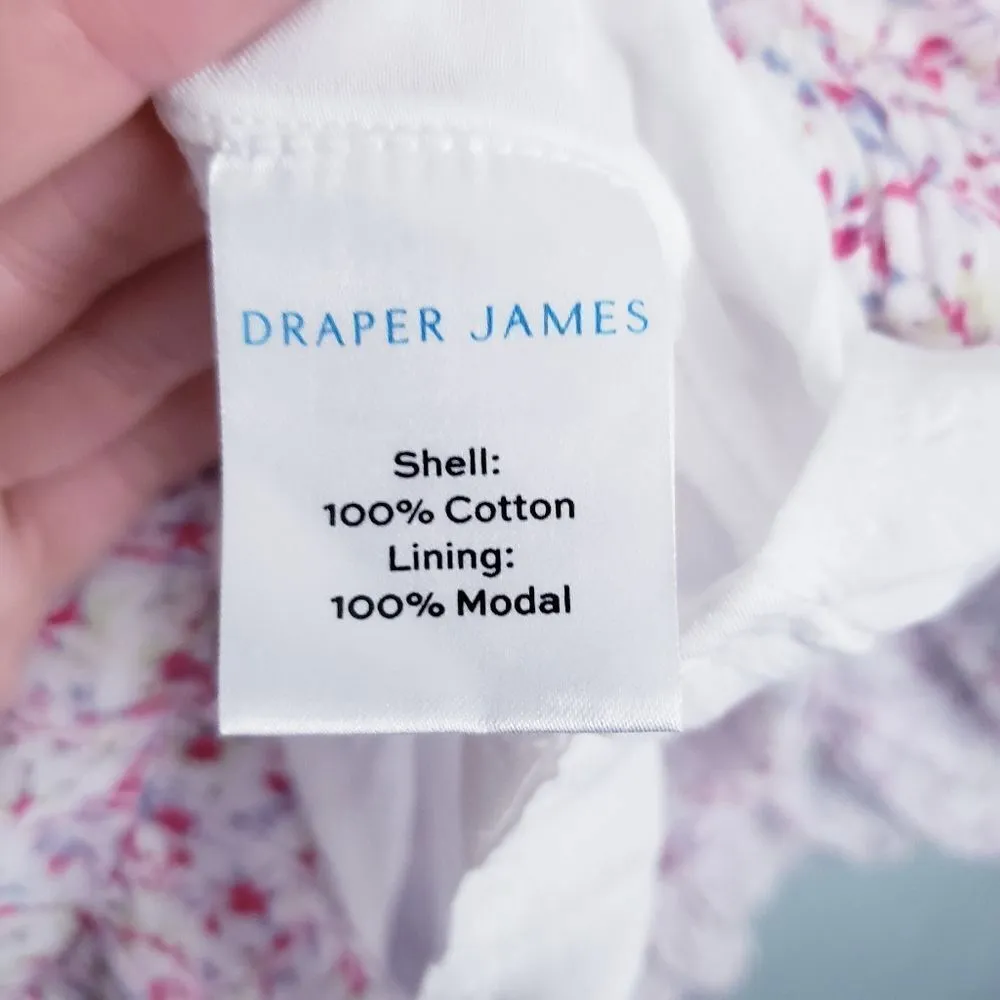 DRAPER JAMES
Shell:
100% Cotton
Lining:
100% Modal